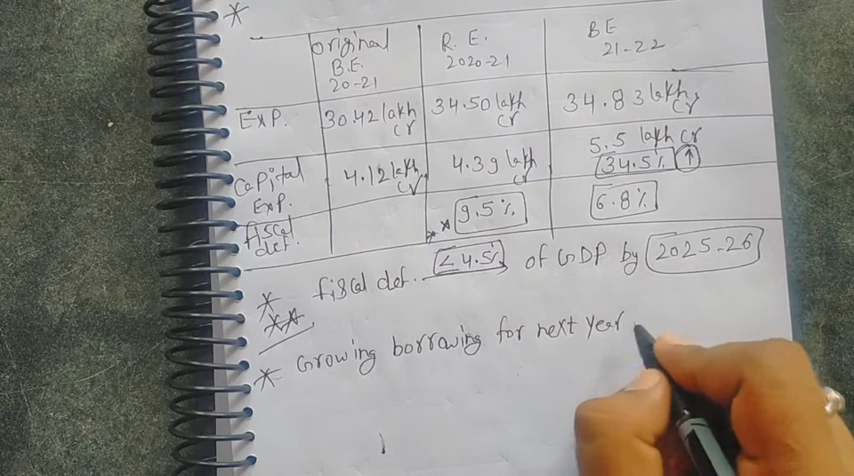 *
original B.E. 20-21 R.E. 2020-21 BE 21-22
Exp. 30.42 lakh cr 34.50 lakh cr 34.83 lakh cr
Capital Exp. 4.12 lakh cr 4.39 lakh cr 5.5 lakh cr 34.5% ↑
fiscal def. ** 9.5% 6.8%
* ** fiscal def. < 4.5% of GDP by 2025-26
* Growing borrowing for next year